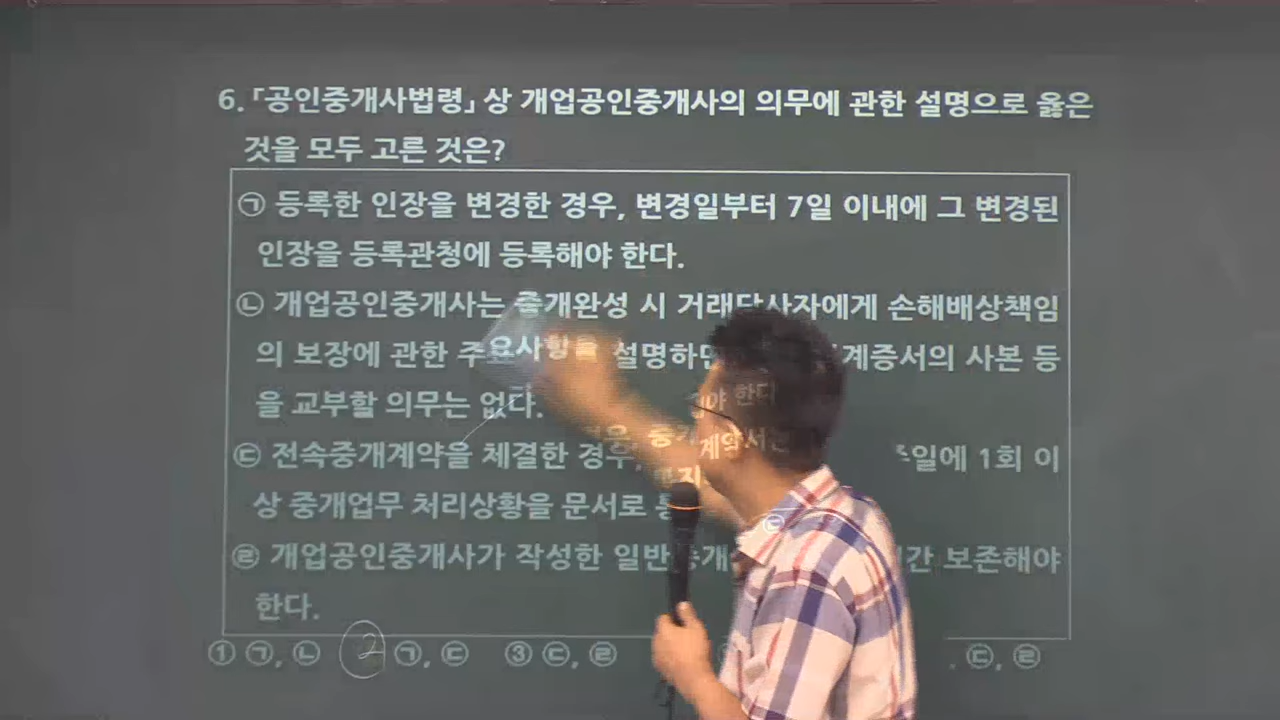 6. 「공인중개사법령」 상 개업공인중개사의 의무에 관한 설명으로 옳은
것을 모두 고른 것은?
㉠ 등록한 인장을 변경한 경우, 변경일부터 7일 이내에 그 변경된
인장을 등록관청에 등록해야 한다.
㉡ 개업공인중개사는 중개완성 시 거래당사자에게 손해배상책임
의 보장에 관한 주요사항을 설명하면 계증서의 사본 등
을 교부할 의무는 없다.
㉢ 전속중개계약을 체결한 경우, 일에 1회 이
상 중개업무 처리상황을 문서로
㉣ 개업공인중개사가 작성한 일반중개 간 보존해야
한다.
① ㉠, ㉡ 2 ㉠, ㉢ ③ ㉢, ㉣ , ㉢, ㉣